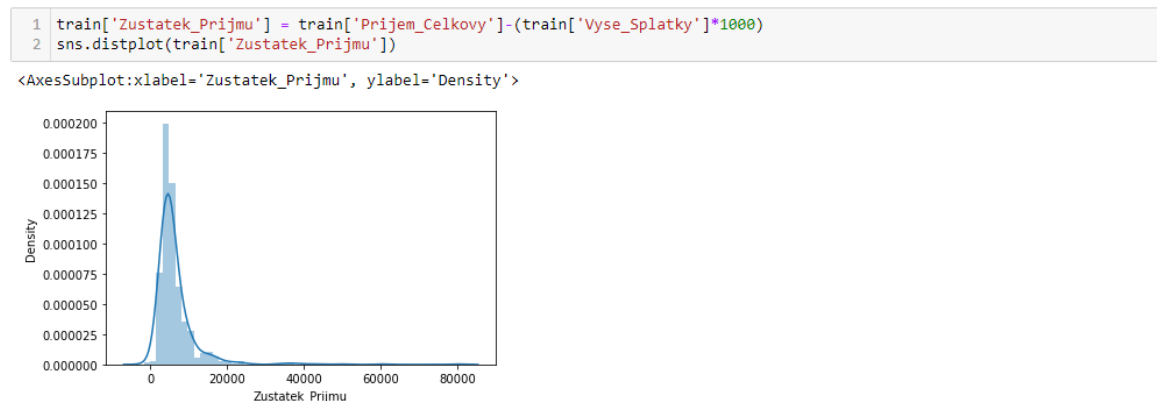 1 train['Zustatek_Prijmu'] = train['Prijem_Celkovy']-(train['Vyse_Splatky']*1000)
2 sns.distplot(train['Zustatek_Prijmu'])
<AxesSubplot:xlabel='Zustatek_Prijmu', ylabel='Density'>
0.000200
0.000175
0.000150
0.000125
0.000100
0.000075
0.000050
0.000025
0.000000
Density
0 20000 40000 60000 80000
Zustatek_Prijmu